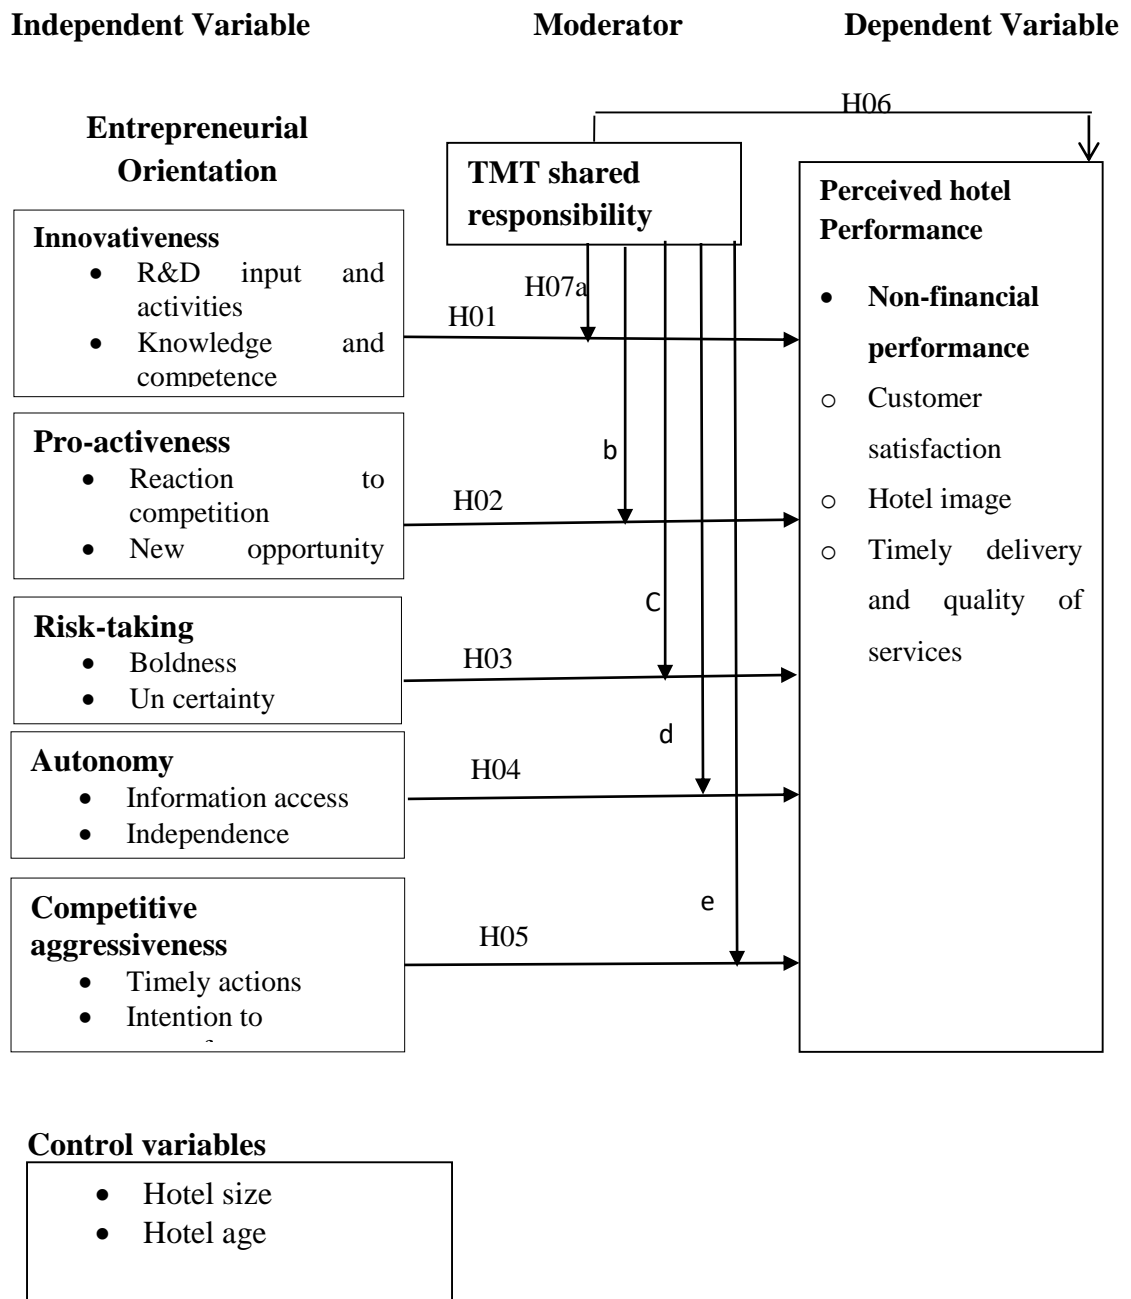 Independent Variable
Moderator
Dependent Variable
H06
Entrepreneurial
Orientation
TMT shared
responsibility
Perceived hotel
Performance
• Non-financial
performance
o Customer
satisfaction
o Hotel image
o Timely delivery
and quality of
services
Innovativeness
• R&D input and
activities
• Knowledge and
competence
H07a
H01
Pro-activeness
• Reaction to
competition
• New opportunity
b
H02
Risk-taking
• Boldness
• Un certainty
C
H03
Autonomy
• Information access
• Independence
d
H04
Competitive
aggressiveness
• Timely actions
• Intention to
e
H05
Control variables
• Hotel size
• Hotel age